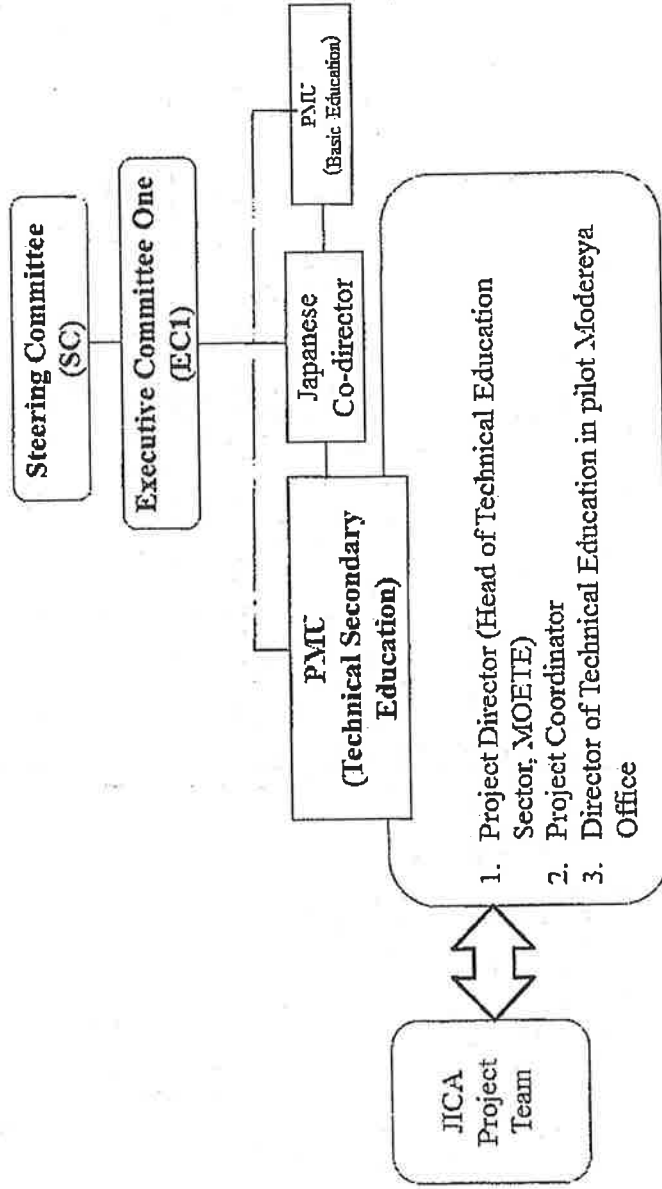 Steering Committee
(SC)
Executive Committee One
(EC1)
PMU
(Technical Secondary
Education)
Japanese
Co-director
PMU
(Basic Education)
JICA
Project
Team
1. Project Director (Head of Technical Education
Sector, MOETE)
2. Project Coordinator
3. Director of Technical Education in pilot Modereya
Office